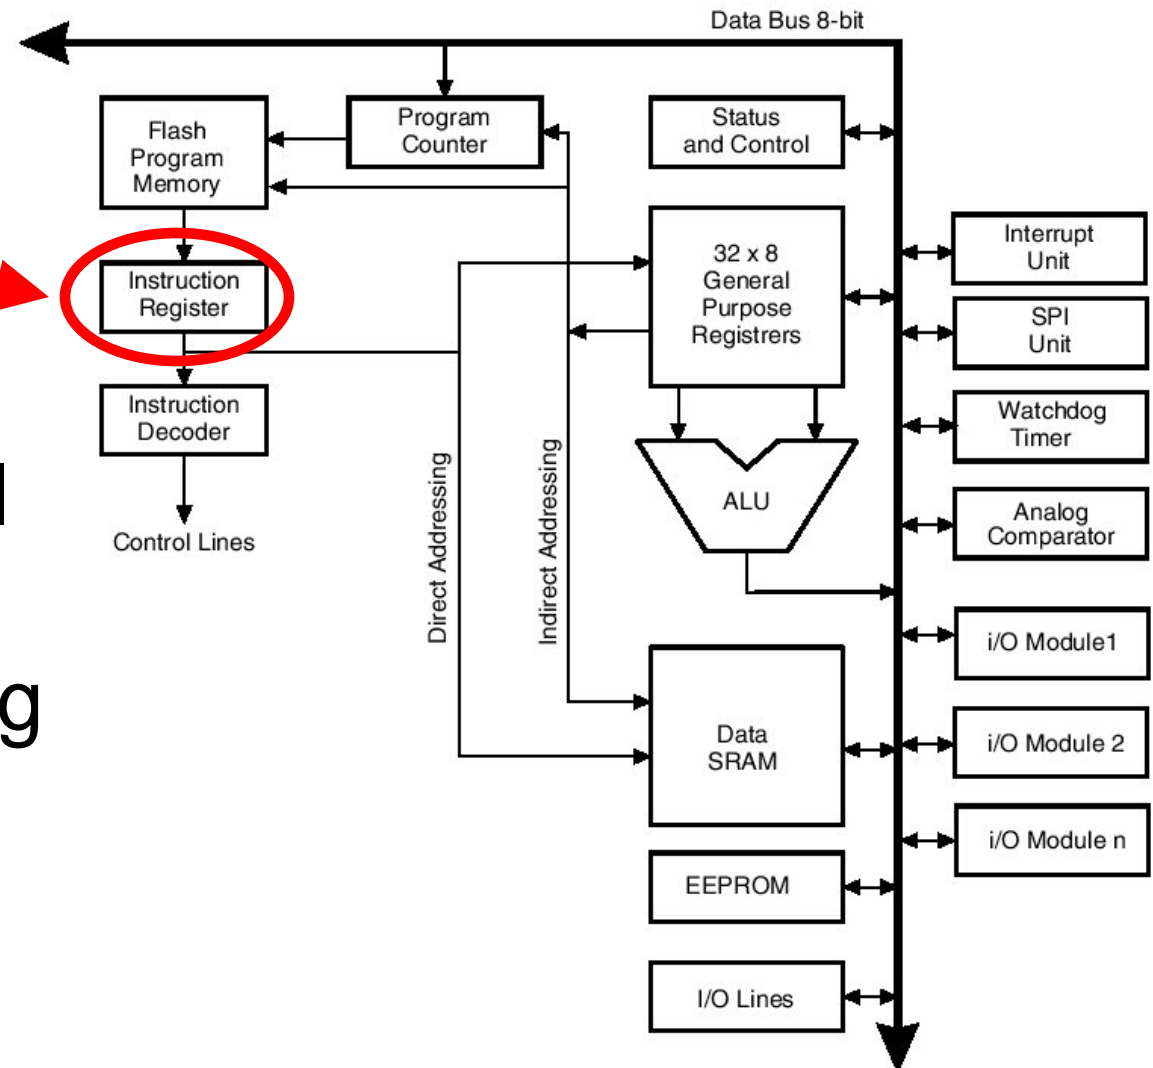 Data Bus 8-bit
Flash
Program
Memory
Program
Counter
Status
and Control
Instruction
Register
32 x 8
General
Purpose
Registrers
Interrupt
Unit
SPI
Unit
Instruction
Decoder
Watchdog
Timer
Control Lines
Direct Addressing
Indirect Addressing
ALU
Analog
Comparator
i/O Module1
g
Data
SRAM
i/O Module 2
i/O Module n
EEPROM
I/O Lines